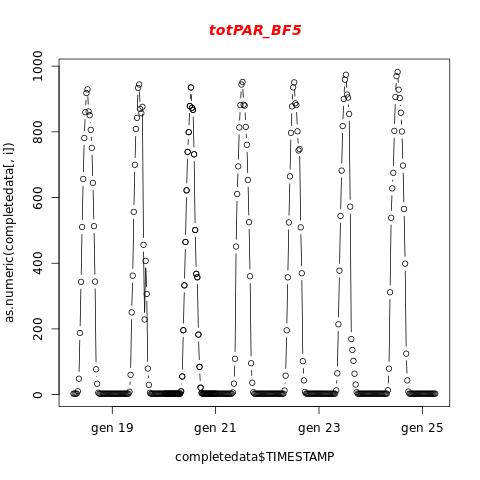 totPAR_BF5
as.numeric(completedata[, i])
1000
800
600
400
200
0
gen 19
gen 21
gen 23
gen 25
completedata$TIMESTAMP